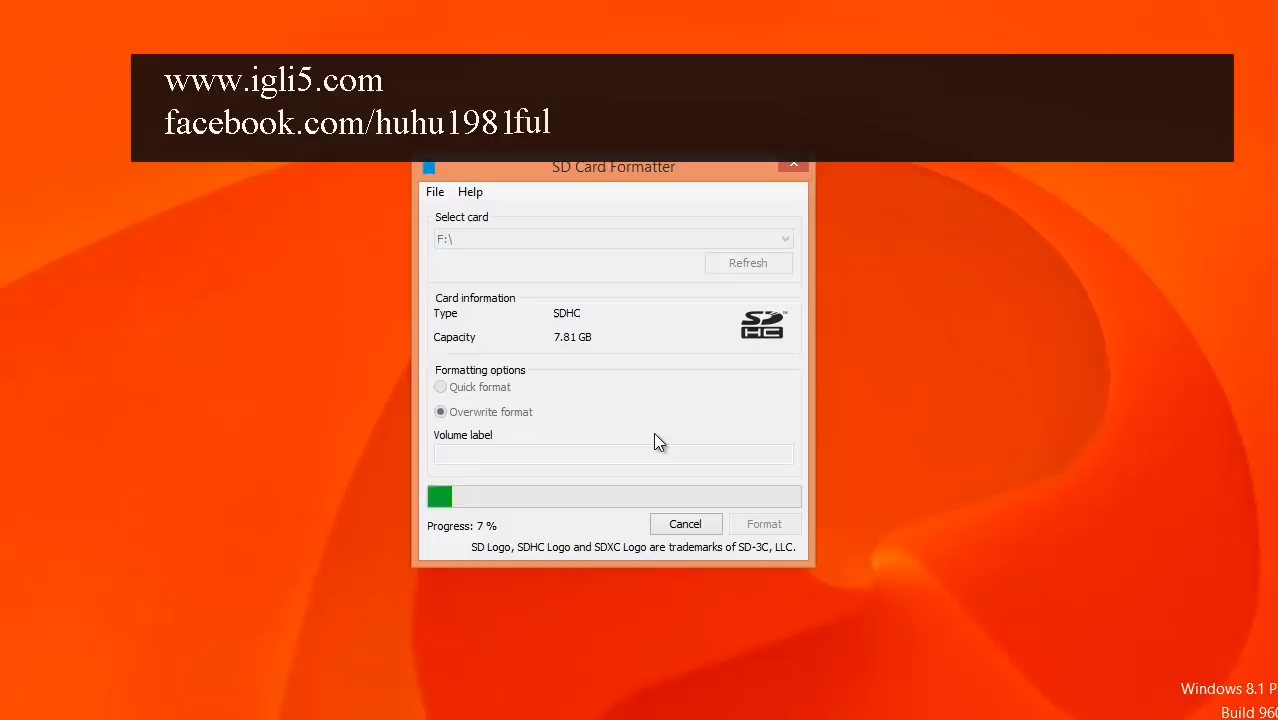 www.igli5.com
facebook.com/huhu1981ful
SD Card Formatter
File Help
Select card
F:\
Refresh
Card information
Type SDHC
Capacity 7.81 GB
SD HC
Formatting options
Quick format
Overwrite format
Volume label
Progress: 7 %
Cancel Format
SD Logo, SDHC Logo and SDXC Logo are trademarks of SD-3C, LLC.
Windows 8.1 P
Build 960